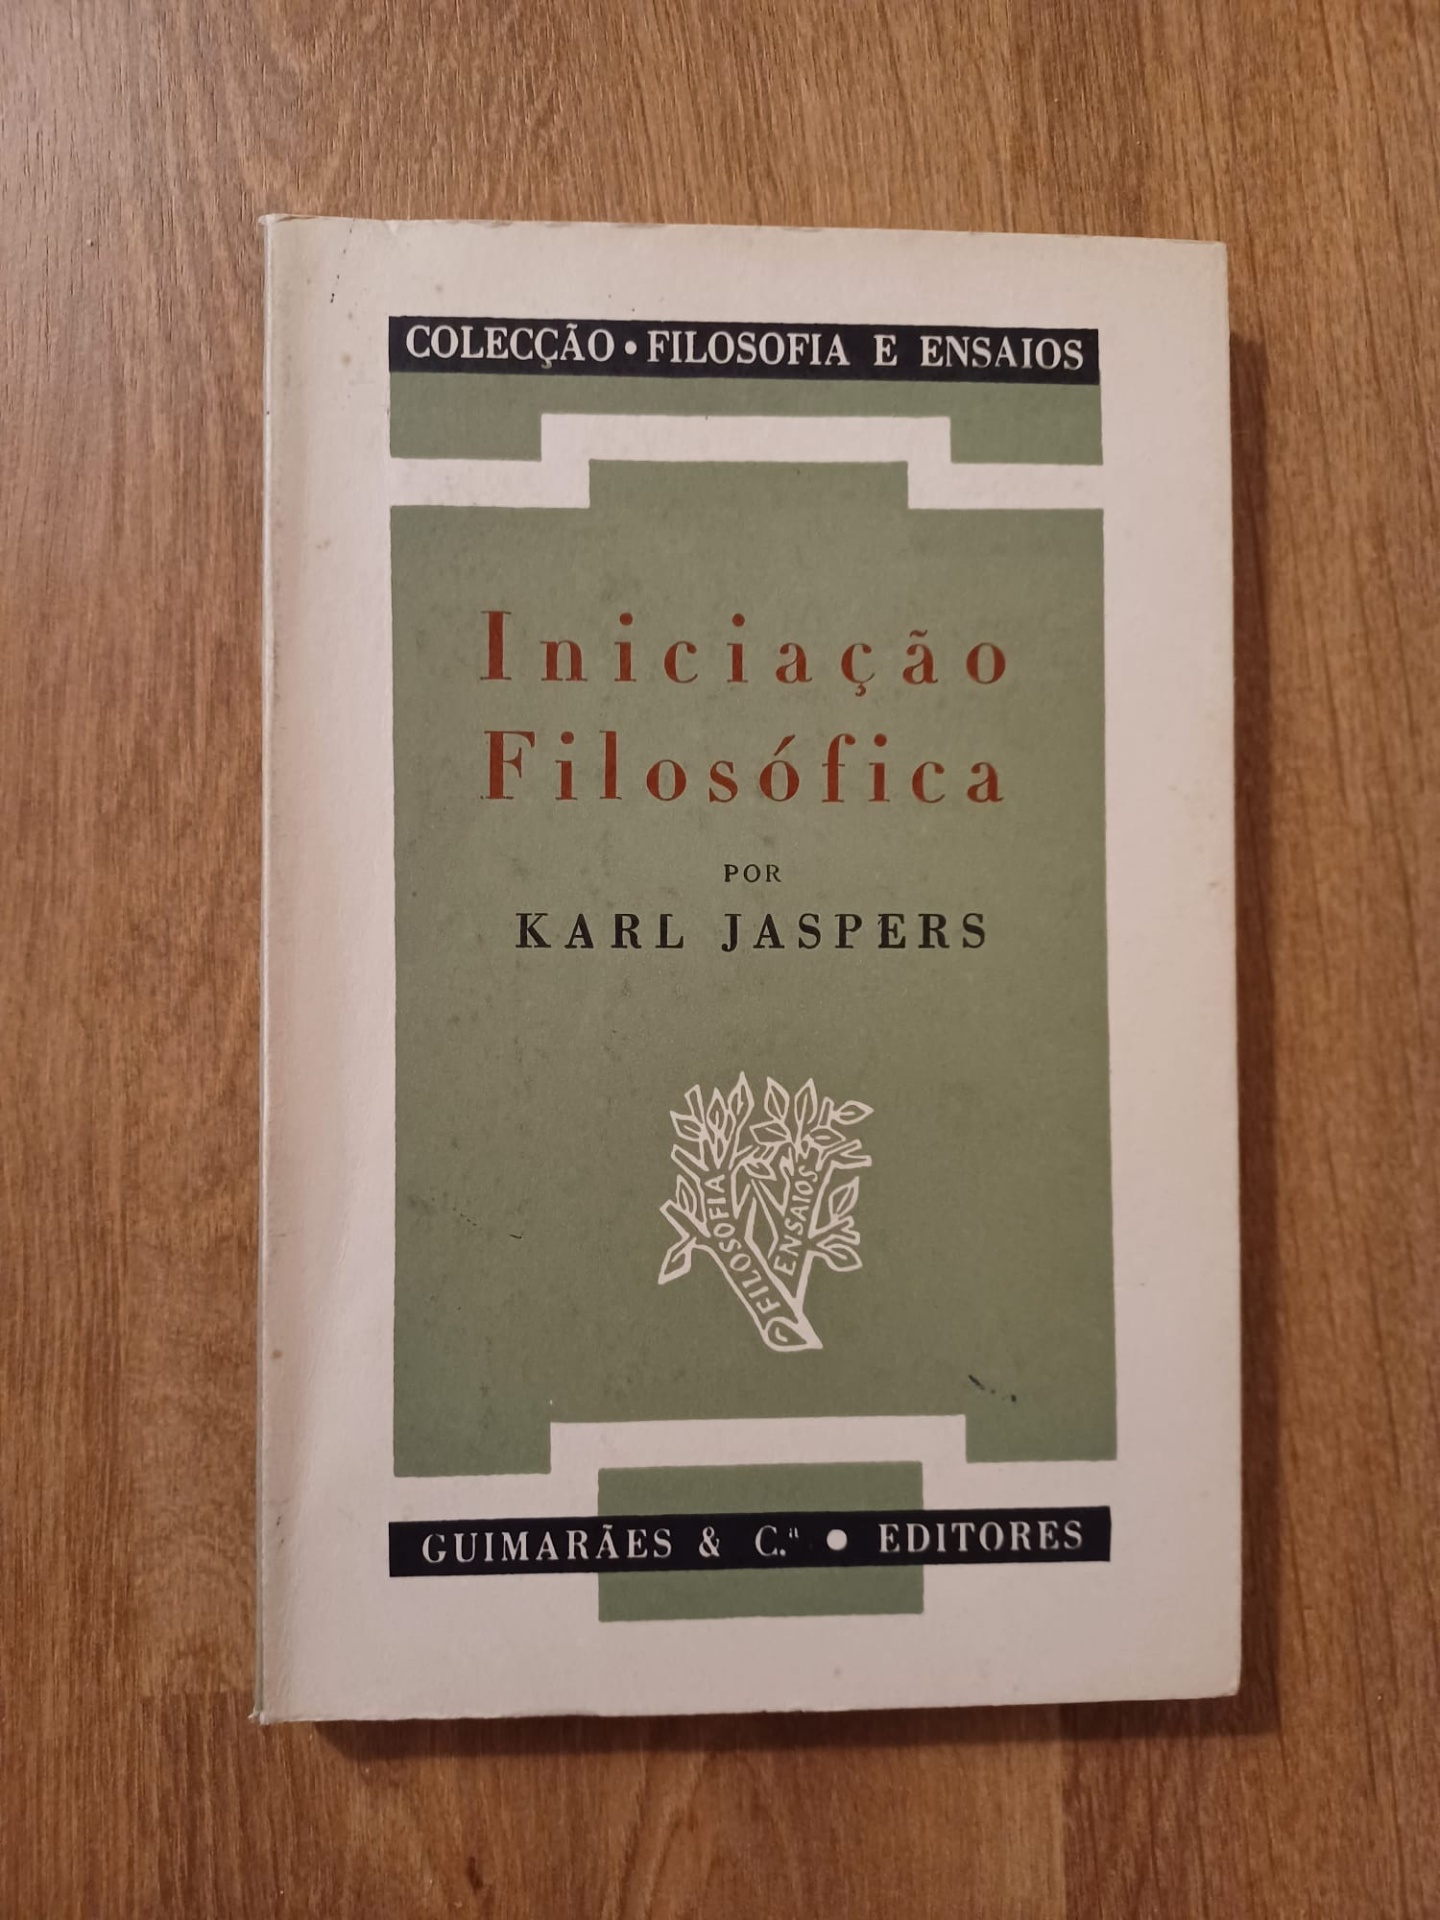 COLECÇÃO • FILOSOFIA E ENSAIOS
Iniciação
Filosófica
POR
KARL JASPERS
FILOSOFIA
ENSAIOS
GUIMARÃES & C.ª • EDITORES